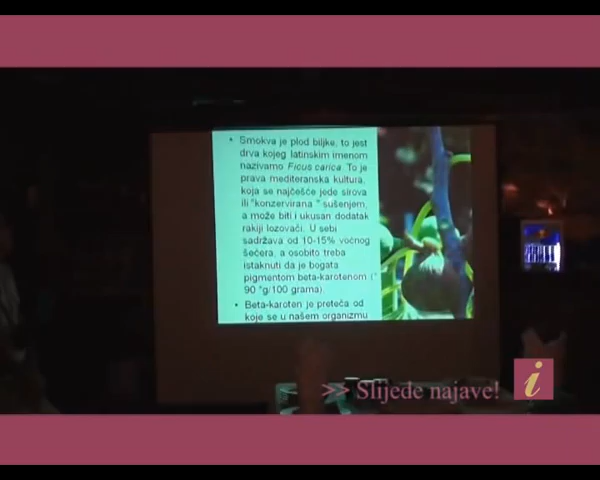 • Smokva je plod biljke, to jest
drva kojeg latinskim imenom
nazivamo Ficus carica. To je
prava mediteranska kultura,
koja se najčešće jede sirova
ili "konzervirana " sušenjem,
a može biti i ukusan dodatak
rakiji lozovači. U sebi
sadržava od 10-15% voćnog
šećera, a osobito treba
istaknuti da je bogata
pigmentom beta-karotenom ("
90 "g/100 grama).
• Beta-karoten je preteča od
koje se u našem organizmu
>> Slijede najave!
i